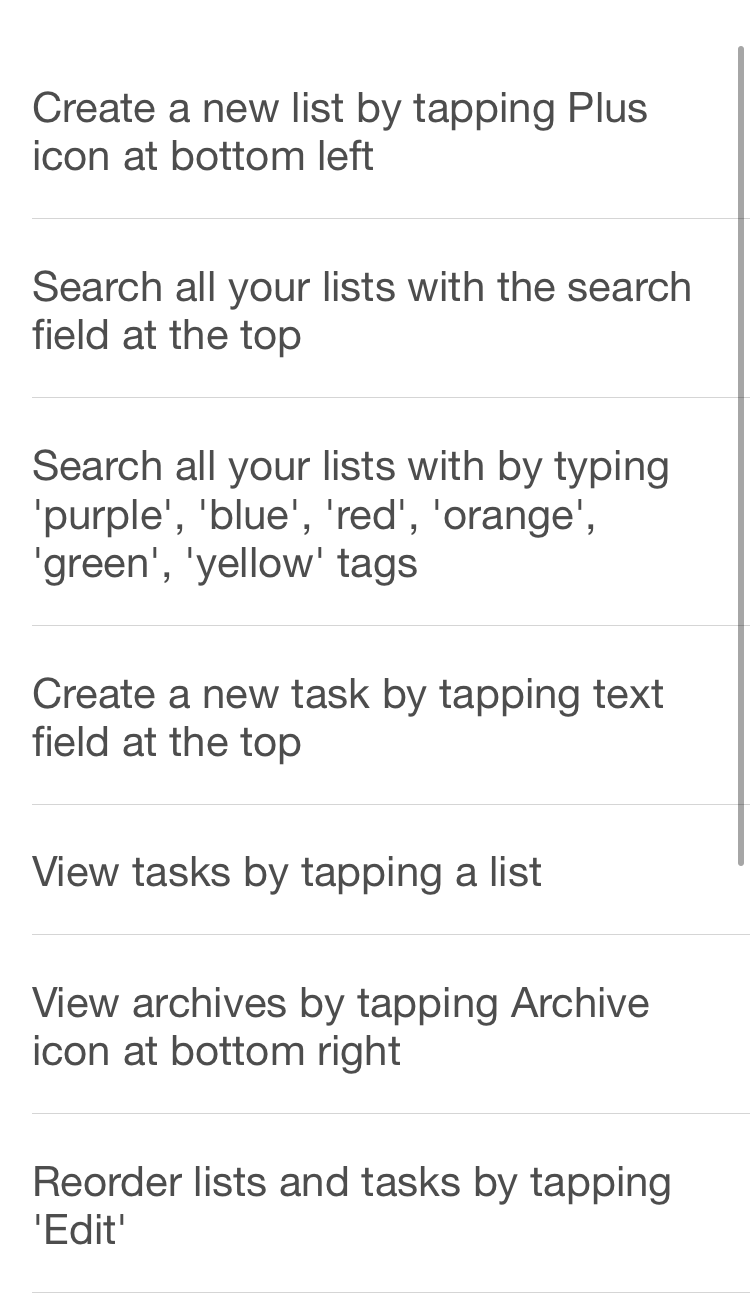 Create a new list by tapping Plus
icon at bottom left
Search all your lists with the search
field at the top
Search all your lists with by typing
'purple', 'blue', 'red', 'orange',
'green', 'yellow' tags
Create a new task by tapping text
field at the top
View tasks by tapping a list
View archives by tapping Archive
icon at bottom right
Reorder lists and tasks by tapping
'Edit'